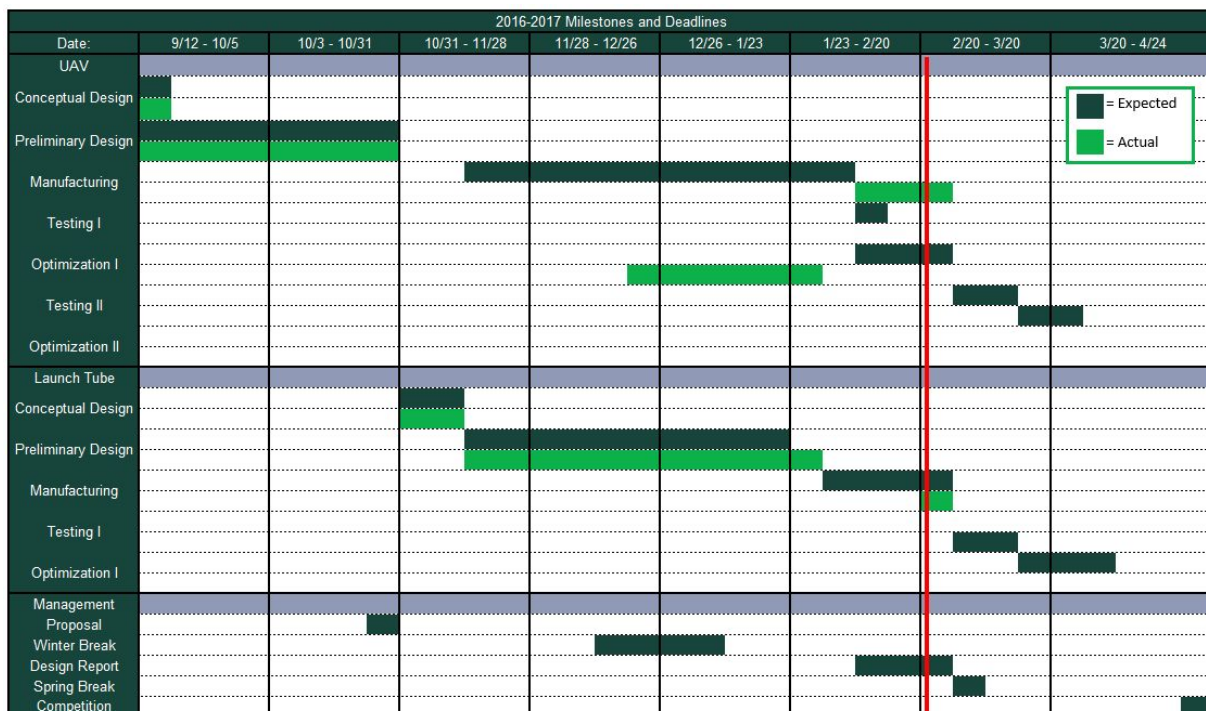 2016-2017 Milestones and Deadlines
Date: 9/12 - 10/5 10/3 - 10/31 10/31 - 11/28 11/28 - 12/26 12/26 - 1/23 1/23 - 2/20 2/20 - 3/20 3/20 - 4/24
UAV
Conceptual Design
= Expected
Preliminary Design
= Actual
Manufacturing
Testing I
Optimization I
Testing II
Optimization II
Launch Tube
Conceptual Design
Preliminary Design
Manufacturing
Testing I
Optimization I
Management
Proposal
Winter Break
Design Report
Spring Break
Competition